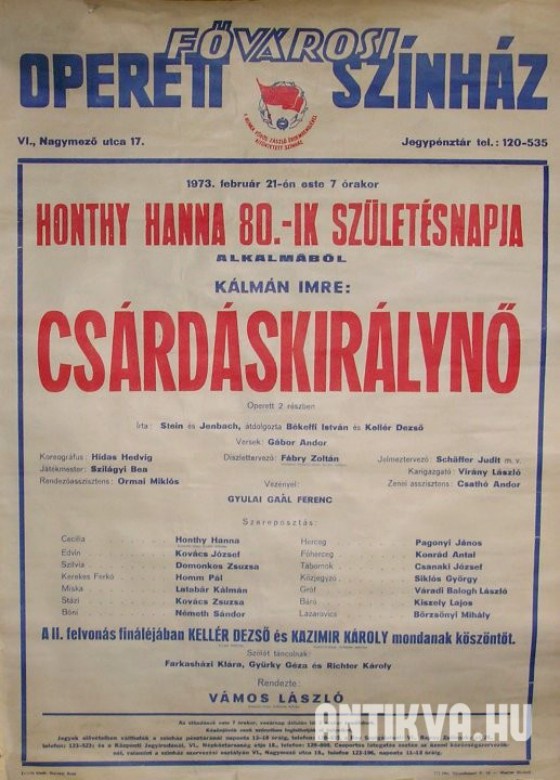 FŐVÁROSI
OPERETT SZÍNHÁZ
VI., Nagymező utca 17.
Jegypénztár tel.: 120-535
1973. február 21-én este 7 órakor
HONTHY HANNA 80.-IK SZÜLETÉSNAPJA
ALKALMÁBÓL
KÁLMÁN IMRE:
CSÁRDÁSKIRÁLYNŐ
Operett 2 részben
Írta: Stein és Jenbach, átdolgozta Békeffi István és Kellér Dezső
Versek: Gábor Andor
Koreográfus: Hidas Hedvig Díszlettervező: Fábry Zoltán Jelmeztervező: Schäffer Judit m. v.
Játékmester: Szilágyi Bea Karigazgató: Virány László
Rendezőasszisztens: Ormai Miklós Vezényel: Zenei asszisztens: Csathó Andor
GYULAI GAÁL FERENC
Szereposztás:
Cecília Honthy Hanna Herceg Pagonyi János
Edvin Kovács József Főherceg Konrád Antal
Szilvia Domonkos Zsuzsa Tábornok Csanaki József
Kerekes Ferkó Homm Pál Közjegyző Siklós György
Miska Latabár Kálmán Gróf Váradi Balogh László
Stázi Kovács Zsuzsa Báró Kiszely Lajos
Bóni Németh Sándor Lazarovics Börzsönyi Mihály
A II. felvonás fináléjában KELLÉR DEZSŐ és KAZIMIR KÁROLY mondanak köszöntőt.
Szólót táncolnak:
Farkasházi Klára, Gyürky Géza és Richter Károly
Rendezte:
VÁMOS LÁSZLÓ
ANTIKVA.HU